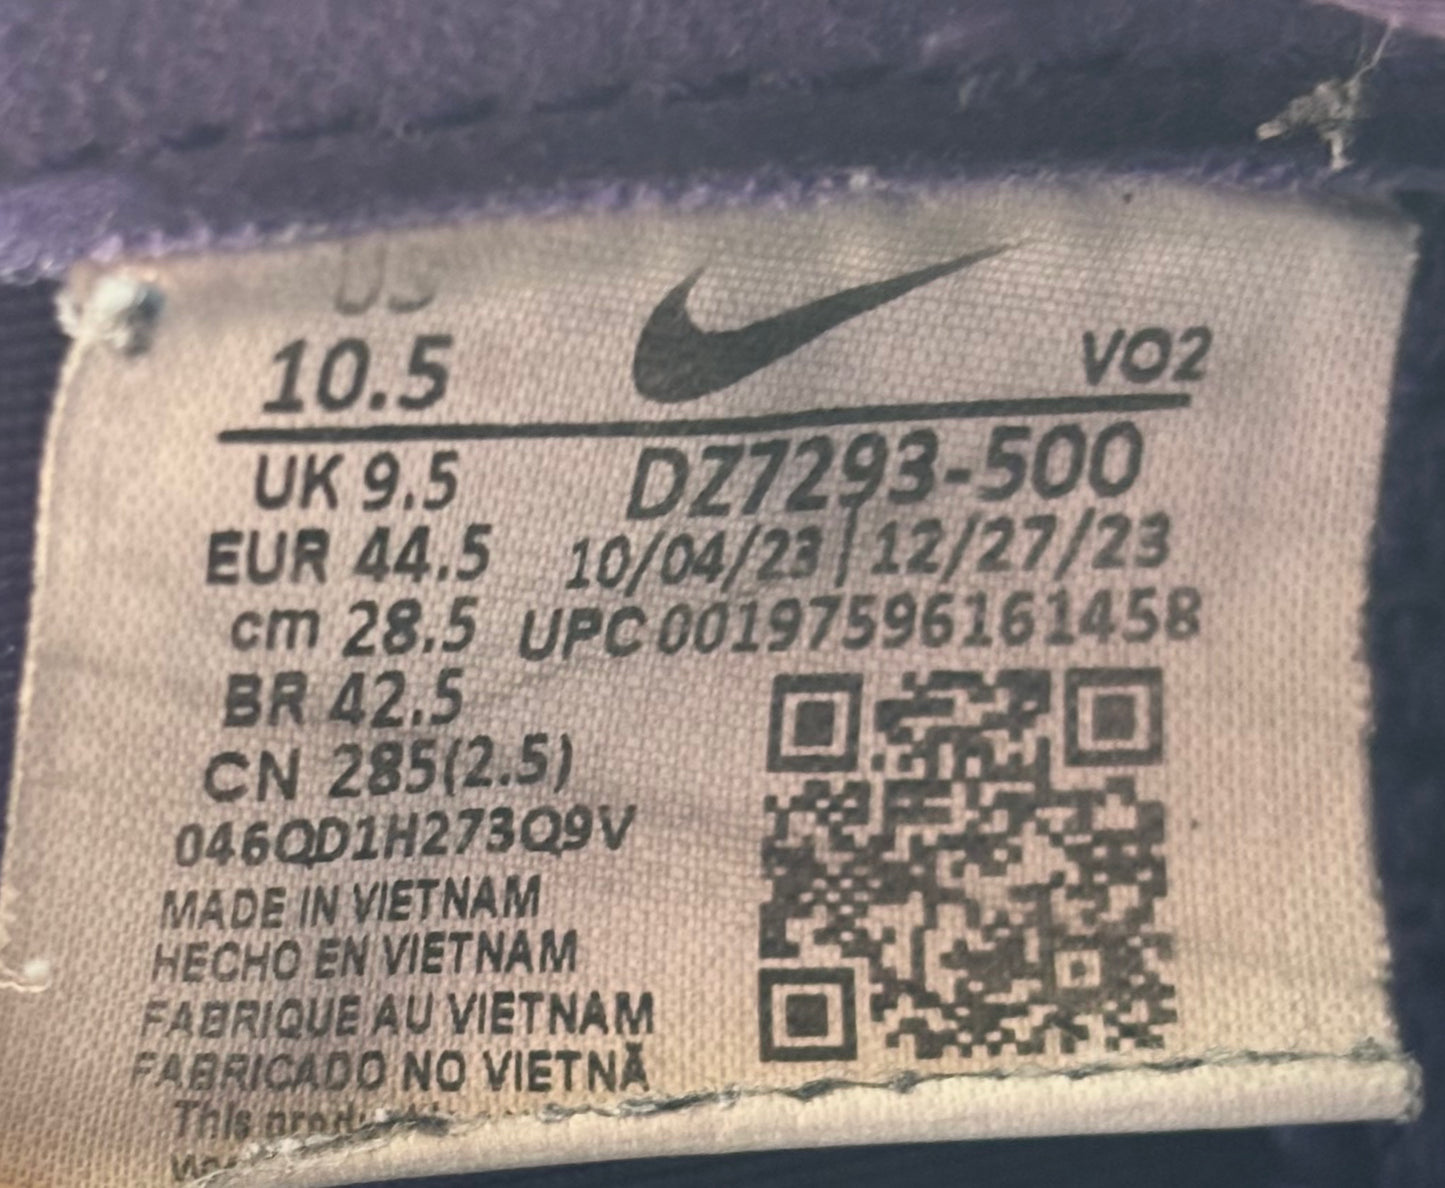 US
10.5
VO2
UK 9.5
DZ7293-500
EUR 44.5
10/04/23 | 12/27/23
cm 28.5
UPC 00197596161458
BR 42.5
CN 285(2.5)
046QD1H273Q9V
MADE IN VIETNAM
HECHO EN VIETNAM
FABRIQUE AU VIETNAM
FABRICADO NO VIETNÃ
This